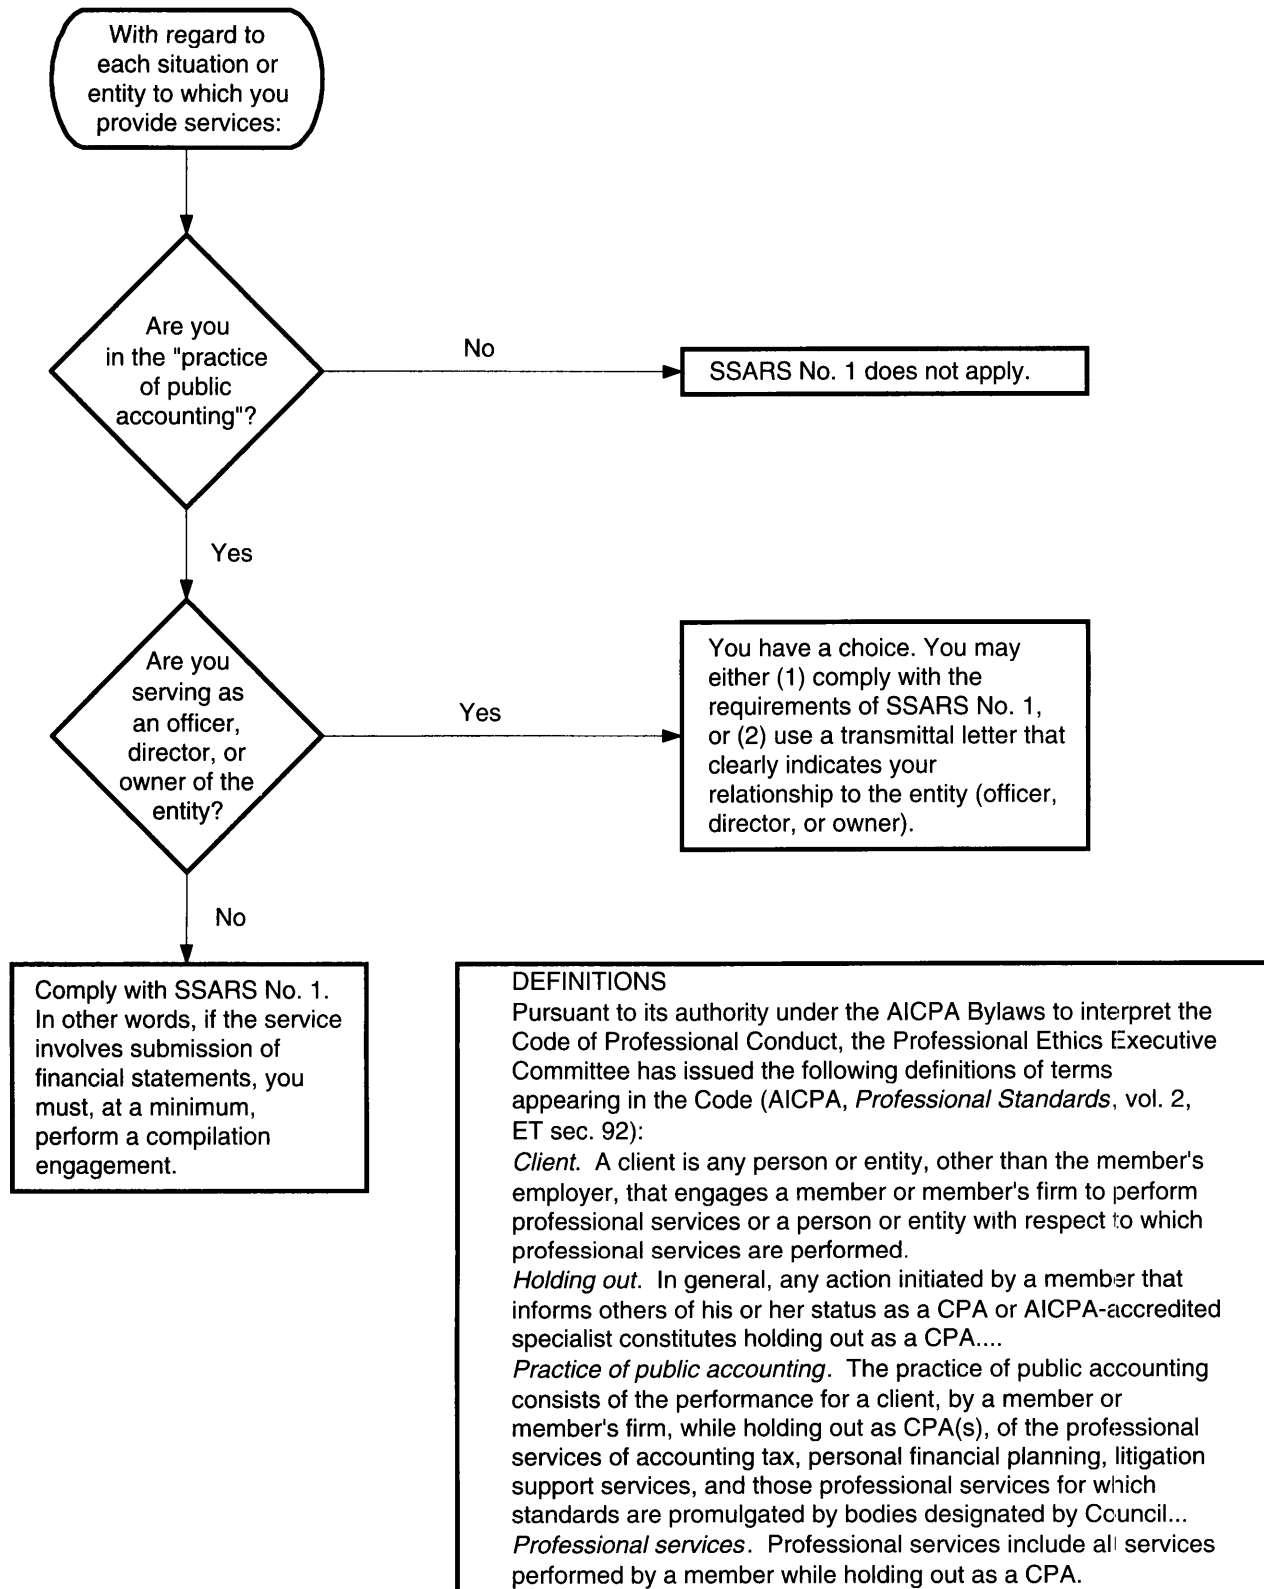 With regard to
each situation or
entity to which you
provide services:
Are you
in the "practice
of public
accounting"?
No
SSARS No. 1 does not apply.
Yes
Are you
serving as
an officer,
director, or
owner of the
entity?
Yes
You have a choice. You may
either (1) comply with the
requirements of SSARS No. 1,
or (2) use a transmittal letter that
clearly indicates your
relationship to the entity (officer,
director, or owner).
No
Comply with SSARS No. 1.
In other words, if the service
involves submission of
financial statements, you
must, at a minimum,
perform a compilation
engagement.
DEFINITIONS
Pursuant to its authority under the AICPA Bylaws to interpret the
Code of Professional Conduct, the Professional Ethics Executive
Committee has issued the following definitions of terms
appearing in the Code (AICPA, Professional Standards, vol. 2,
ET sec. 92):
Client. A client is any person or entity, other than the member's
employer, that engages a member or member's firm to perform
professional services or a person or entity with respect to which
professional services are performed.
Holding out. In general, any action initiated by a member that
informs others of his or her status as a CPA or AICPA-accredited
specialist constitutes holding out as a CPA....
Practice of public accounting. The practice of public accounting
consists of the performance for a client, by a member or
member's firm, while holding out as CPA(s), of the professional
services of accounting tax, personal financial planning, litigation
support services, and those professional services for which
standards are promulgated by bodies designated by Council...
Professional services. Professional services include all services
performed by a member while holding out as a CPA.